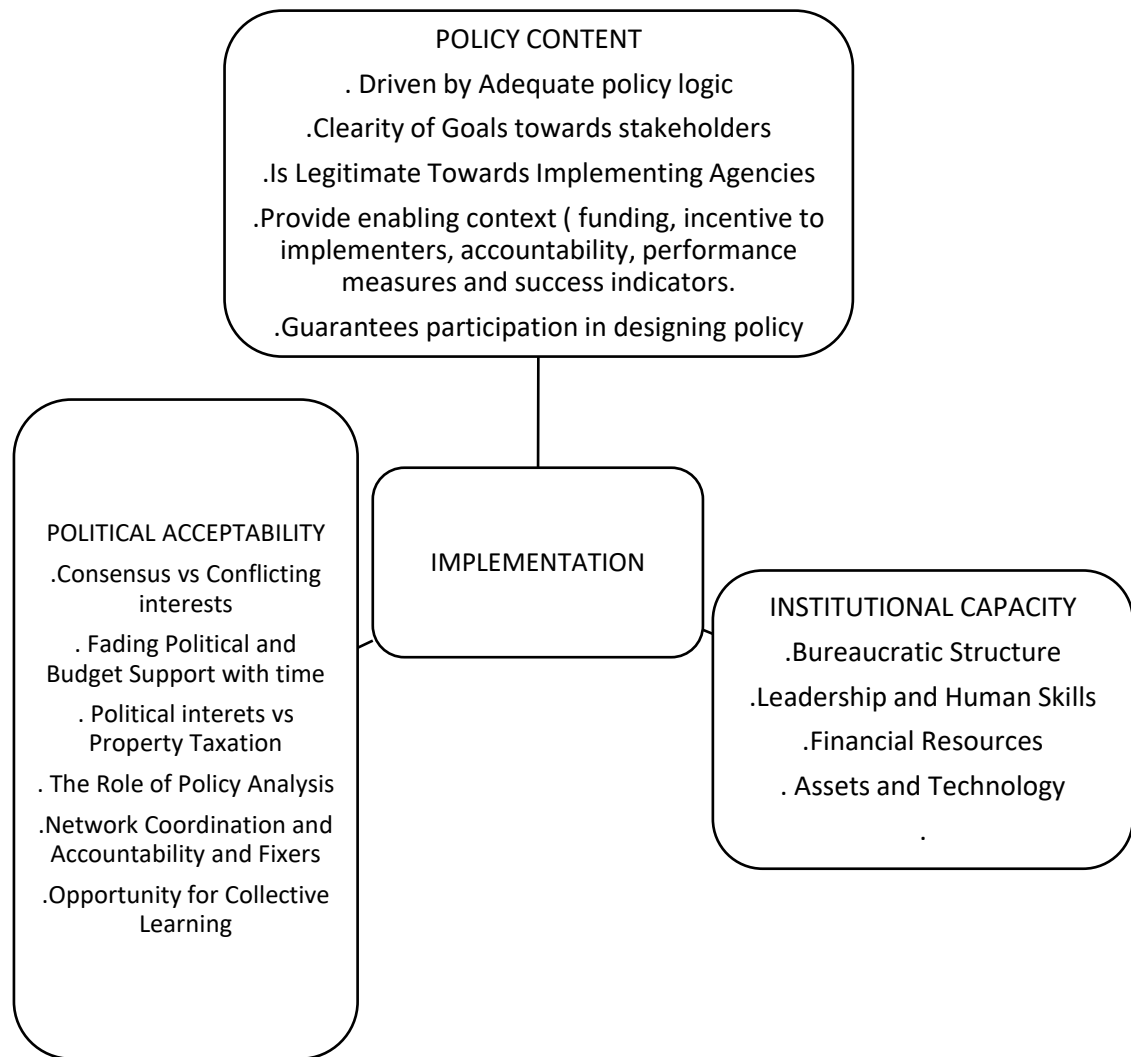 POLICY CONTENT
. Driven by Adequate policy logic
.Clearity of Goals towards stakeholders
.Is Legitimate Towards Implementing Agencies
.Provide enabling context ( funding, incentive to
implementers, accountability, performance
measures and success indicators.
.Guarantees participation in designing policy
POLITICAL ACCEPTABILITY
.Consensus vs Conflicting
interests
. Fading Political and
Budget Support with time
. Political interets vs
Property Taxation
. The Role of Policy Analysis
.Network Coordination and
Accountability and Fixers
.Opportunity for Collective
Learning
IMPLEMENTATION
INSTITUTIONAL CAPACITY
.Bureaucratic Structure
.Leadership and Human Skills
.Financial Resources
. Assets and Technology
.